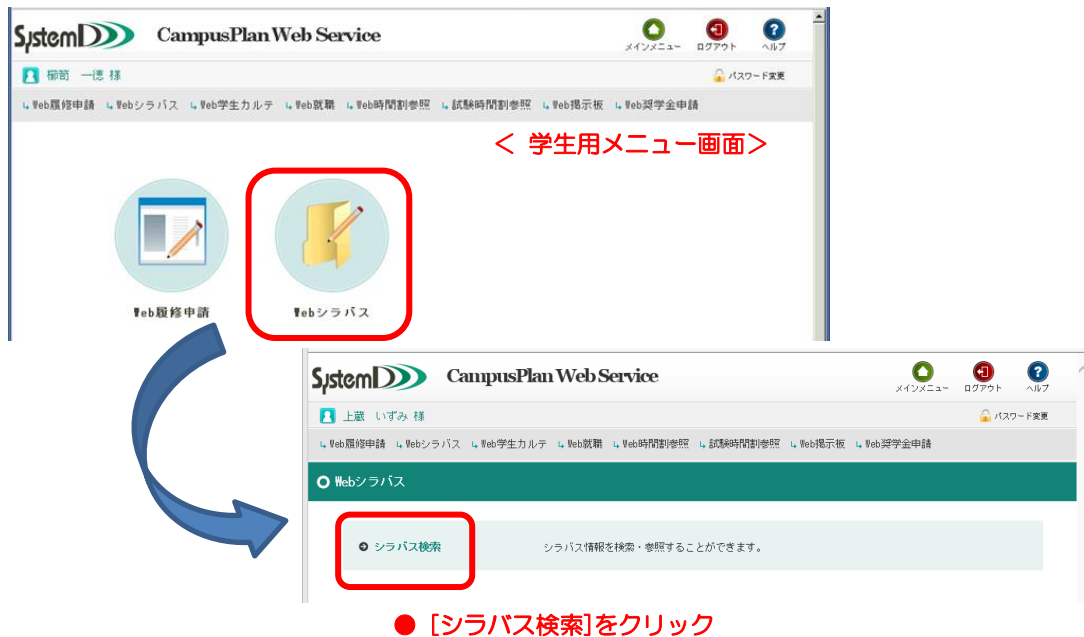 SystemD CampusPlan Web Service
メインメニュー ログアウト ヘルプ
一徳 様 パスワード変更
Web履修申請 Webシラバス Web学生カルテ Web就職 Web時間割参照 試験時間割参照 Web掲示板 Web奨学金申請
＜ 学生用メニュー画面＞
Web履修申請 Webシラバス
SystemD CampusPlan Web Service
メインメニュー ログアウト ヘルプ
上蔵 いずみ 様 パスワード変更
Web履修申請 Webシラバス Web学生カルテ Web就職 Web時間割参照 試験時間割参照 Web掲示板 Web奨学金申請
Webシラバス
シラバス検索 シラバス情報を検索・参照することができます。
● [シラバス検索]をクリック